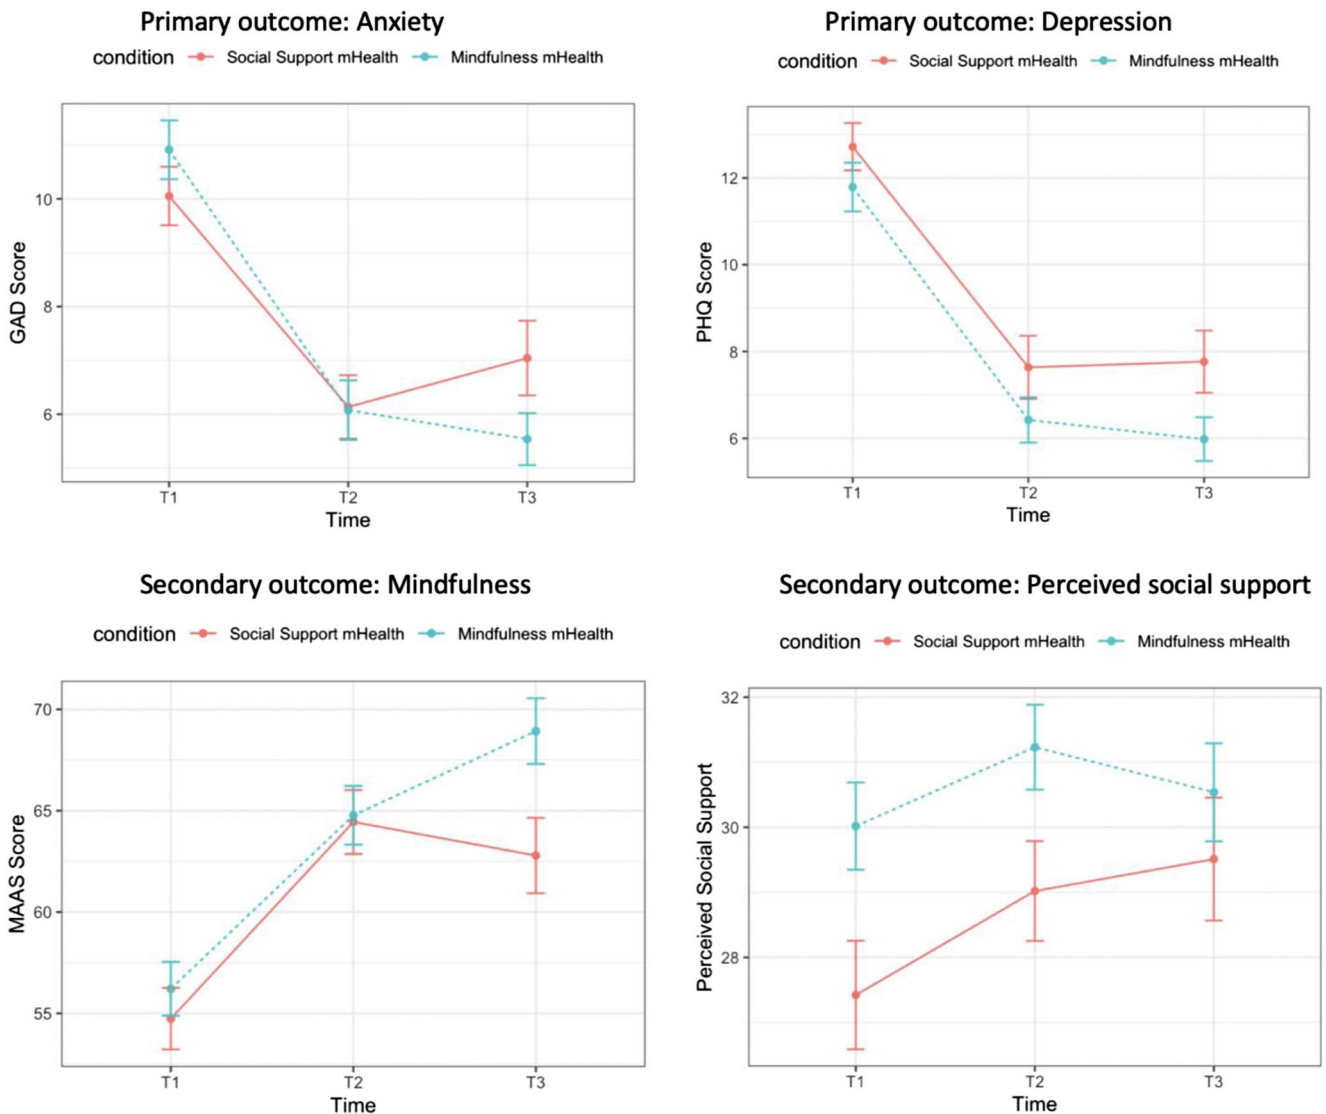 Primary outcome: Anxiety
condition Social Support mHealth Mindfulness mHealth
GAD Score
10
8
6
T1 T2 T3
Time
Primary outcome: Depression
condition Social Support mHealth Mindfulness mHealth
PHQ Score
12
10
8
6
T1 T2 T3
Time
Secondary outcome: Mindfulness
condition Social Support mHealth Mindfulness mHealth
MAAS Score
70
65
60
55
T1 T2 T3
Time
Secondary outcome: Perceived social support
condition Social Support mHealth Mindfulness mHealth
Perceived Social Support
32
30
28
T1 T2 T3
Time